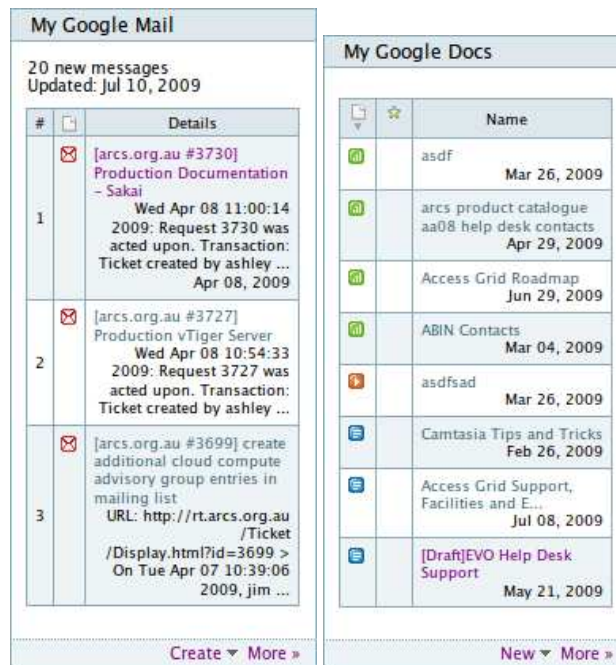 My Google Mail
20 new messages
Updated: Jul 10, 2009
# Details
1
[arcs.org.au #3730]
Production Documentation
– Sakai
Wed Apr 08 11:00:14
2009: Request 3730 was
acted upon. Transaction:
Ticket created by ashley ...
Apr 08, 2009
2
[arcs.org.au #3727]
Production vTiger Server
Wed Apr 08 10:54:33
2009: Request 3727 was
acted upon. Transaction:
Ticket created by ashley ...
3
[arcs.org.au #3699] create
additional cloud compute
advisory group entries in
mailing list
URL: http://rt.arcs.org.au
/Ticket
/Display.html?id=3699 >
On Tue Apr 07 10:39:06
2009, jim ...
Create More »
My Google Docs
Name
asdf
Mar 26, 2009
arcs product catalogue
aa08 help desk contacts
Apr 29, 2009
Access Grid Roadmap
Jun 29, 2009
ABIN Contacts
Mar 04, 2009
asdfsad
Mar 26, 2009
Camtasia Tips and Tricks
Feb 26, 2009
Access Grid Support,
Facilities and E...
Jul 08, 2009
[Draft]EVO Help Desk
Support
May 21, 2009
New More »